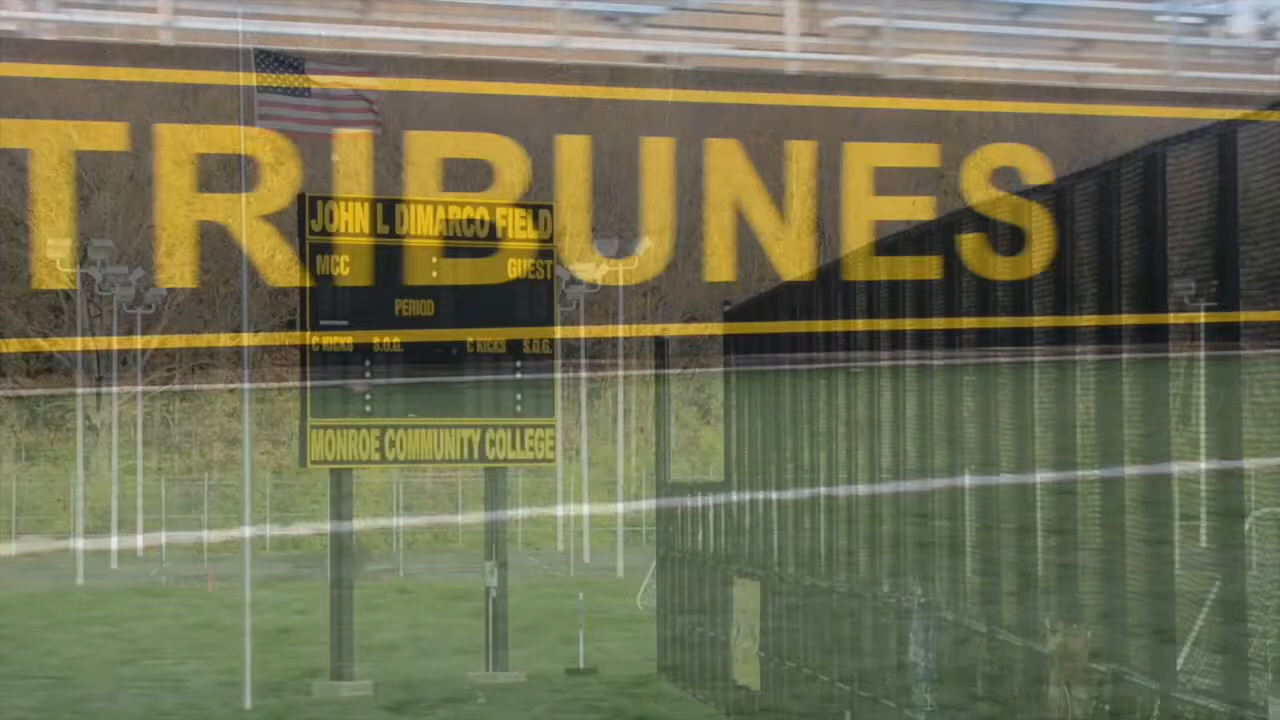 TRIBUNES
JOHN L DIMARCO FIELD
MCC : GUEST
PERIOD
C KICKS S.O.G. C KICKS S.O.G.
MONROE COMMUNITY COLLEGE